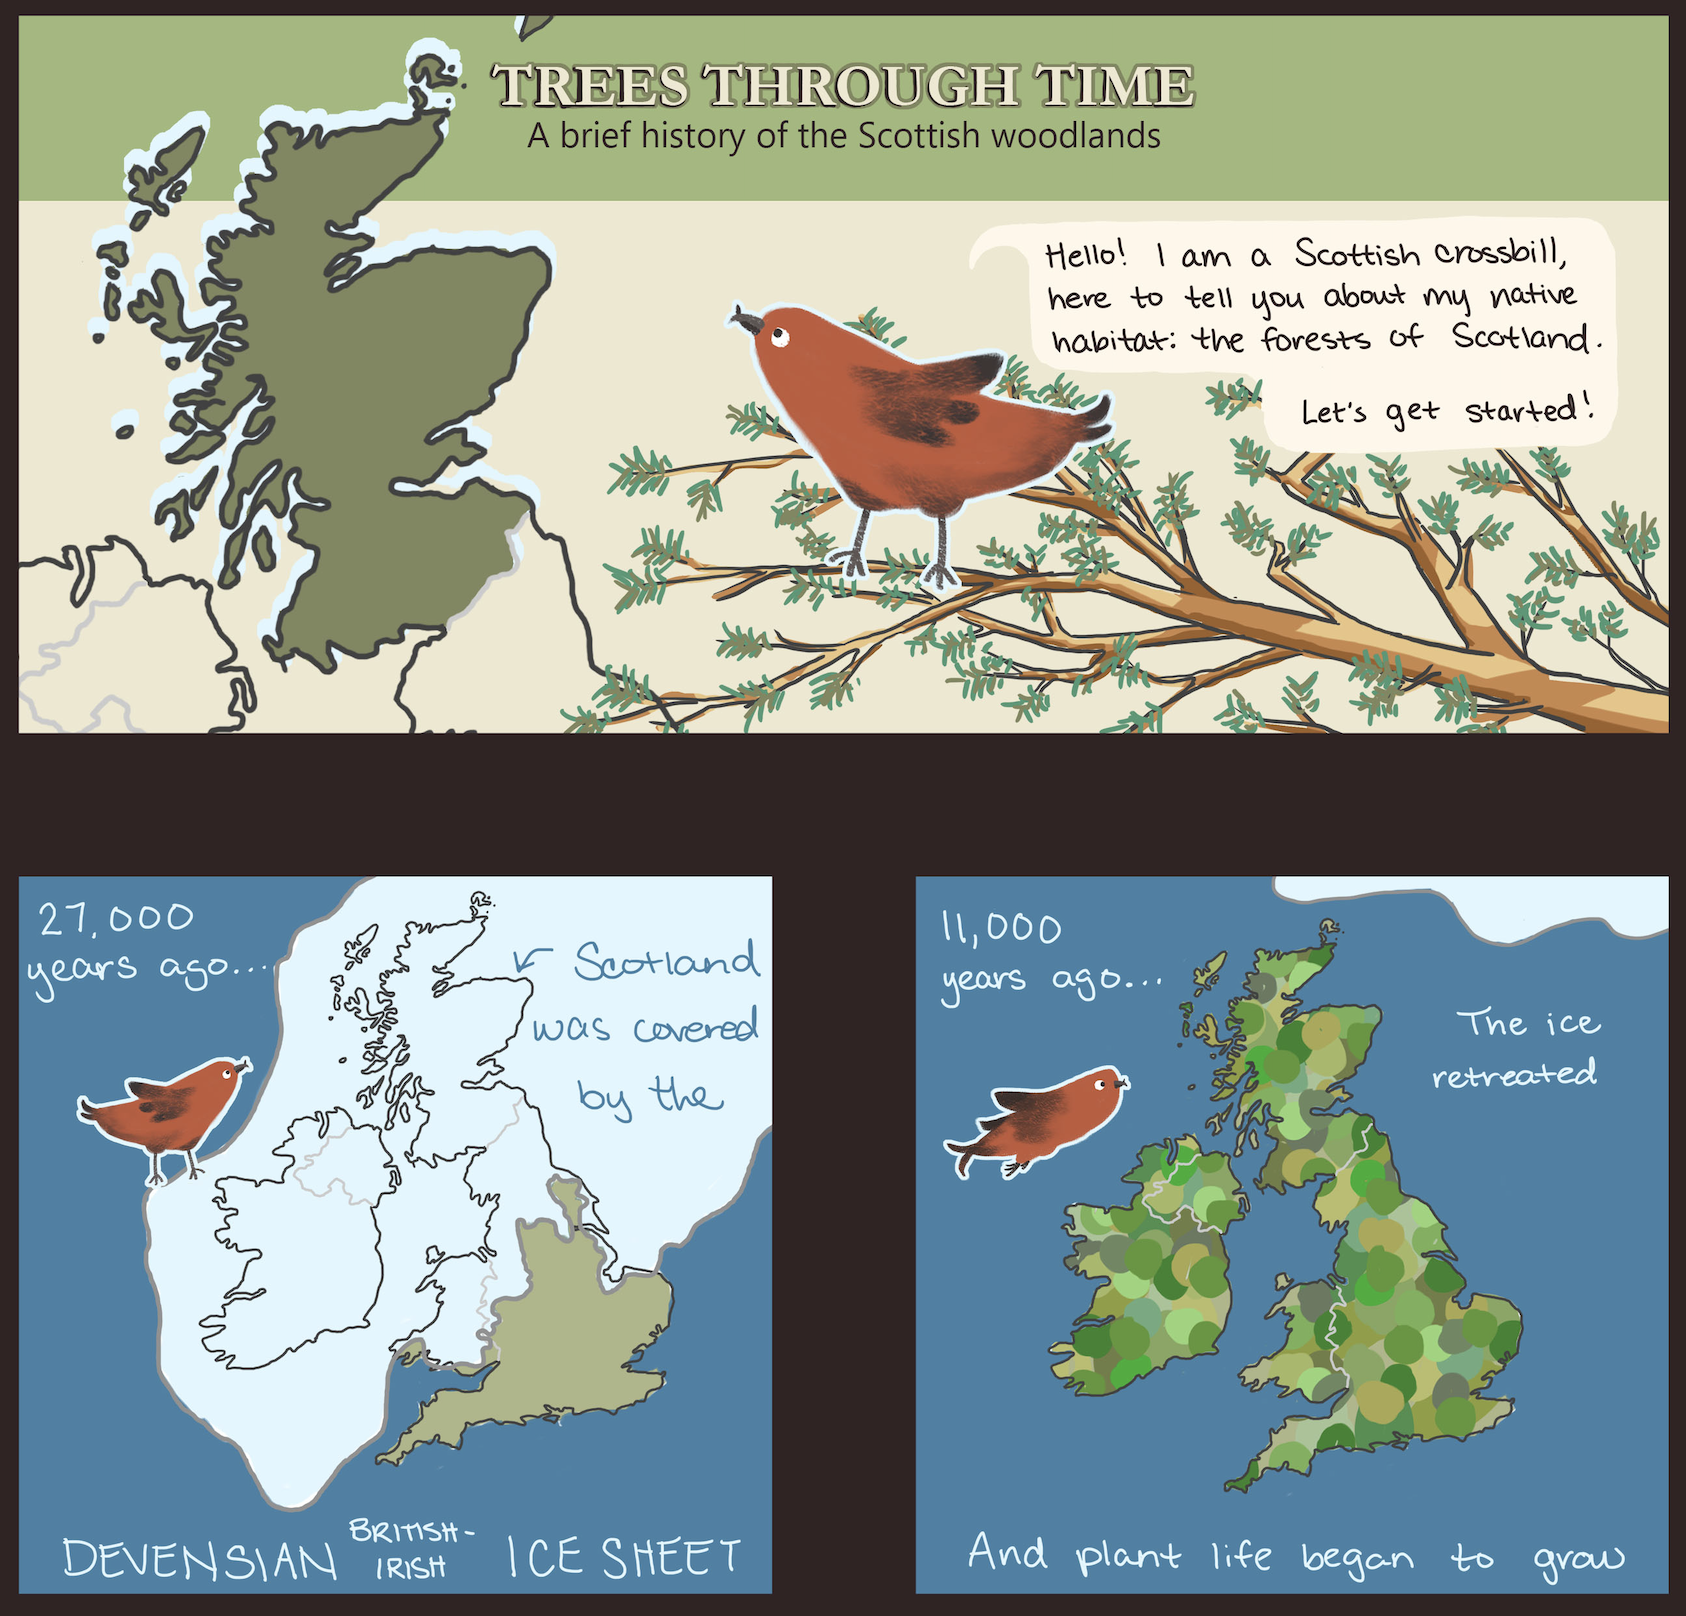 TREES THROUGH TIME
A brief history of the Scottish woodlands
Hello! I am a Scottish crossbill,
here to tell you about my native
habitat: the forests of Scotland.
Let's get started!
27,000
years ago...
Scotland
was covered
by the
DEVENSIAN BRITISH-
IRISH ICE SHEET
11,000
years ago...
The ice
retreated
And plant life began to grow